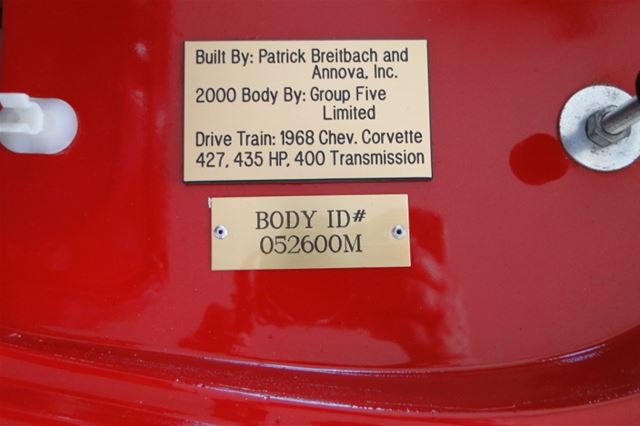 Built By: Patrick Breitbach and
Annova, Inc.
2000 Body By: Group Five
Limited
Drive Train: 1968 Chev. Corvette
427, 435 HP, 400 Transmission
BODY ID#
052600M